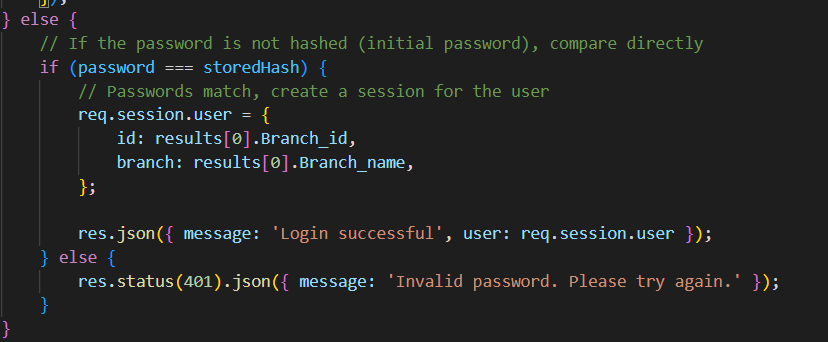 });
} else {
// If the password is not hashed (initial password), compare directly
if (password === storedHash) {
// Passwords match, create a session for the user
req.session.user = {
id: results[0].Branch_id,
branch: results[0].Branch_name,
};
res.json({ message: 'Login successful', user: req.session.user });
} else {
res.status(401).json({ message: 'Invalid password. Please try again.' });
}
}